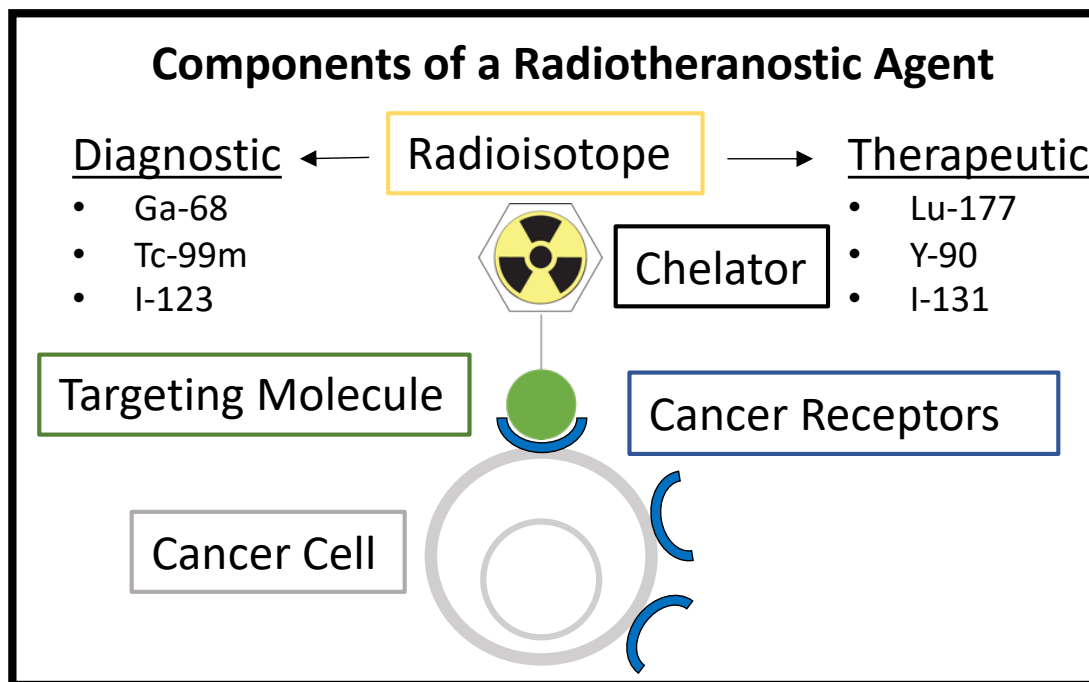 Components of a Radiotheranostic Agent
Diagnostic
Radioisotope
Therapeutic
• Ga-68
• Tc-99m
• I-123
• Lu-177
• Y-90
• I-131
Chelator
Targeting Molecule
Cancer Receptors
Cancer Cell